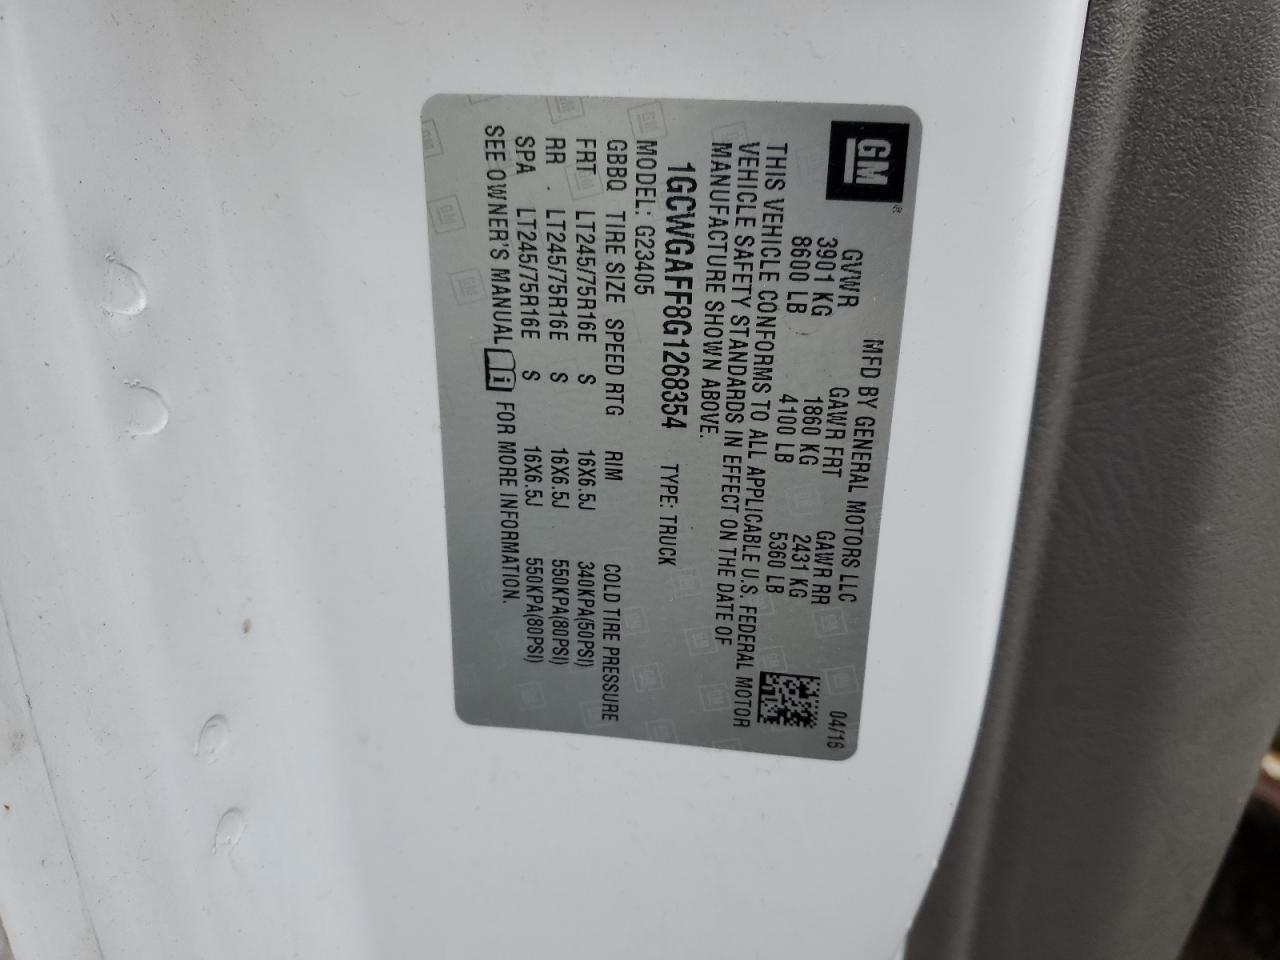 GM
MFD BY GENERAL MOTORS LLC 04/16
GVWR GAWR FRT GAWR RR
3901 KG 1860 KG 2431 KG
8600 LB 4100 LB 5360 LB
THIS VEHICLE CONFORMS TO ALL APPLICABLE U.S. FEDERAL MOTOR
VEHICLE SAFETY STANDARDS IN EFFECT ON THE DATE OF
MANUFACTURE SHOWN ABOVE.
1GCWGAFF8G1268354 TYPE: TRUCK
MODEL: G23405
GBBQ TIRE SIZE SPEED RTG RIM COLD TIRE PRESSURE
FRT LT245/75R16E S 16X6.5J 340KPA(50PSI)
RR LT245/75R16E S 16X6.5J 550KPA(80PSI)
SPA LT245/75R16E S 16X6.5J 550KPA(80PSI)
SEE OWNER'S MANUAL FOR MORE INFORMATION.